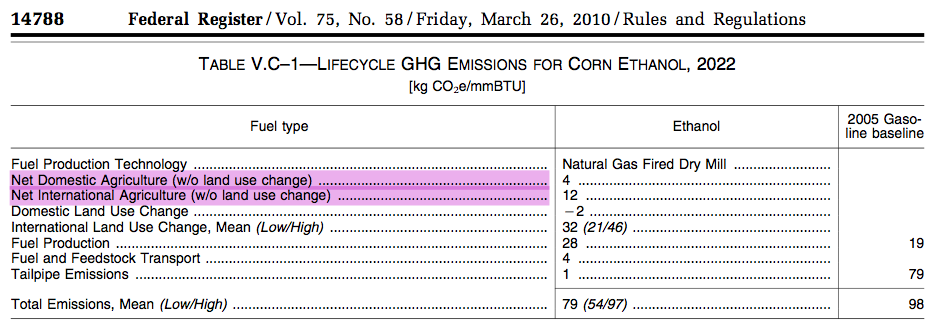 14788 Federal Register / Vol. 75, No. 58 / Friday, March 26, 2010 / Rules and Regulations
TABLE V.C–1—LIFECYCLE GHG EMISSIONS FOR CORN ETHANOL, 2022
[kg CO₂e/mmBTU]
Fuel type Ethanol 2005 Gaso-
line baseline
Fuel Production Technology Natural Gas Fired Dry Mill
Net Domestic Agriculture (w/o land use change) 4
Net International Agriculture (w/o land use change) 12
Domestic Land Use Change −2
International Land Use Change, Mean (Low/High) 32 (21/46)
Fuel Production 28 19
Fuel and Feedstock Transport 4
Tailpipe Emissions 1 79
Total Emissions, Mean (Low/High) 79 (54/97) 98